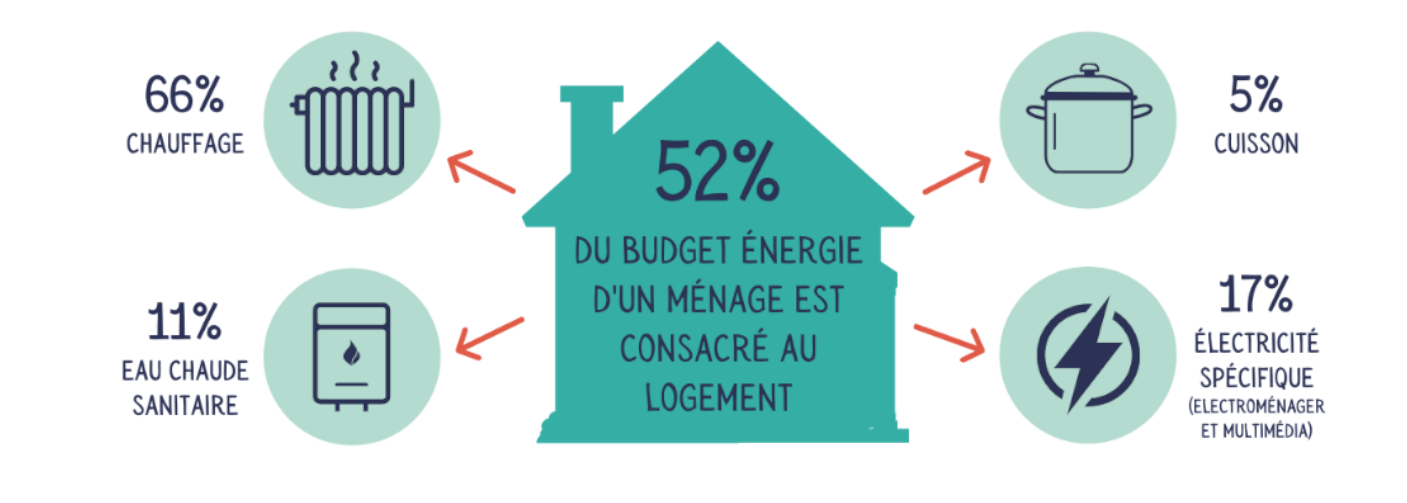 66%
CHAUFFAGE
11%
EAU CHAUDE
SANITAIRE
52%
DU BUDGET ÉNERGIE
D'UN MÉNAGE EST
CONSACRÉ AU
LOGEMENT
5%
CUISSON
17%
ÉLECTRICITÉ
SPÉCIFIQUE
(ELECTROMÉNAGER
ET MULTIMÉDIA)